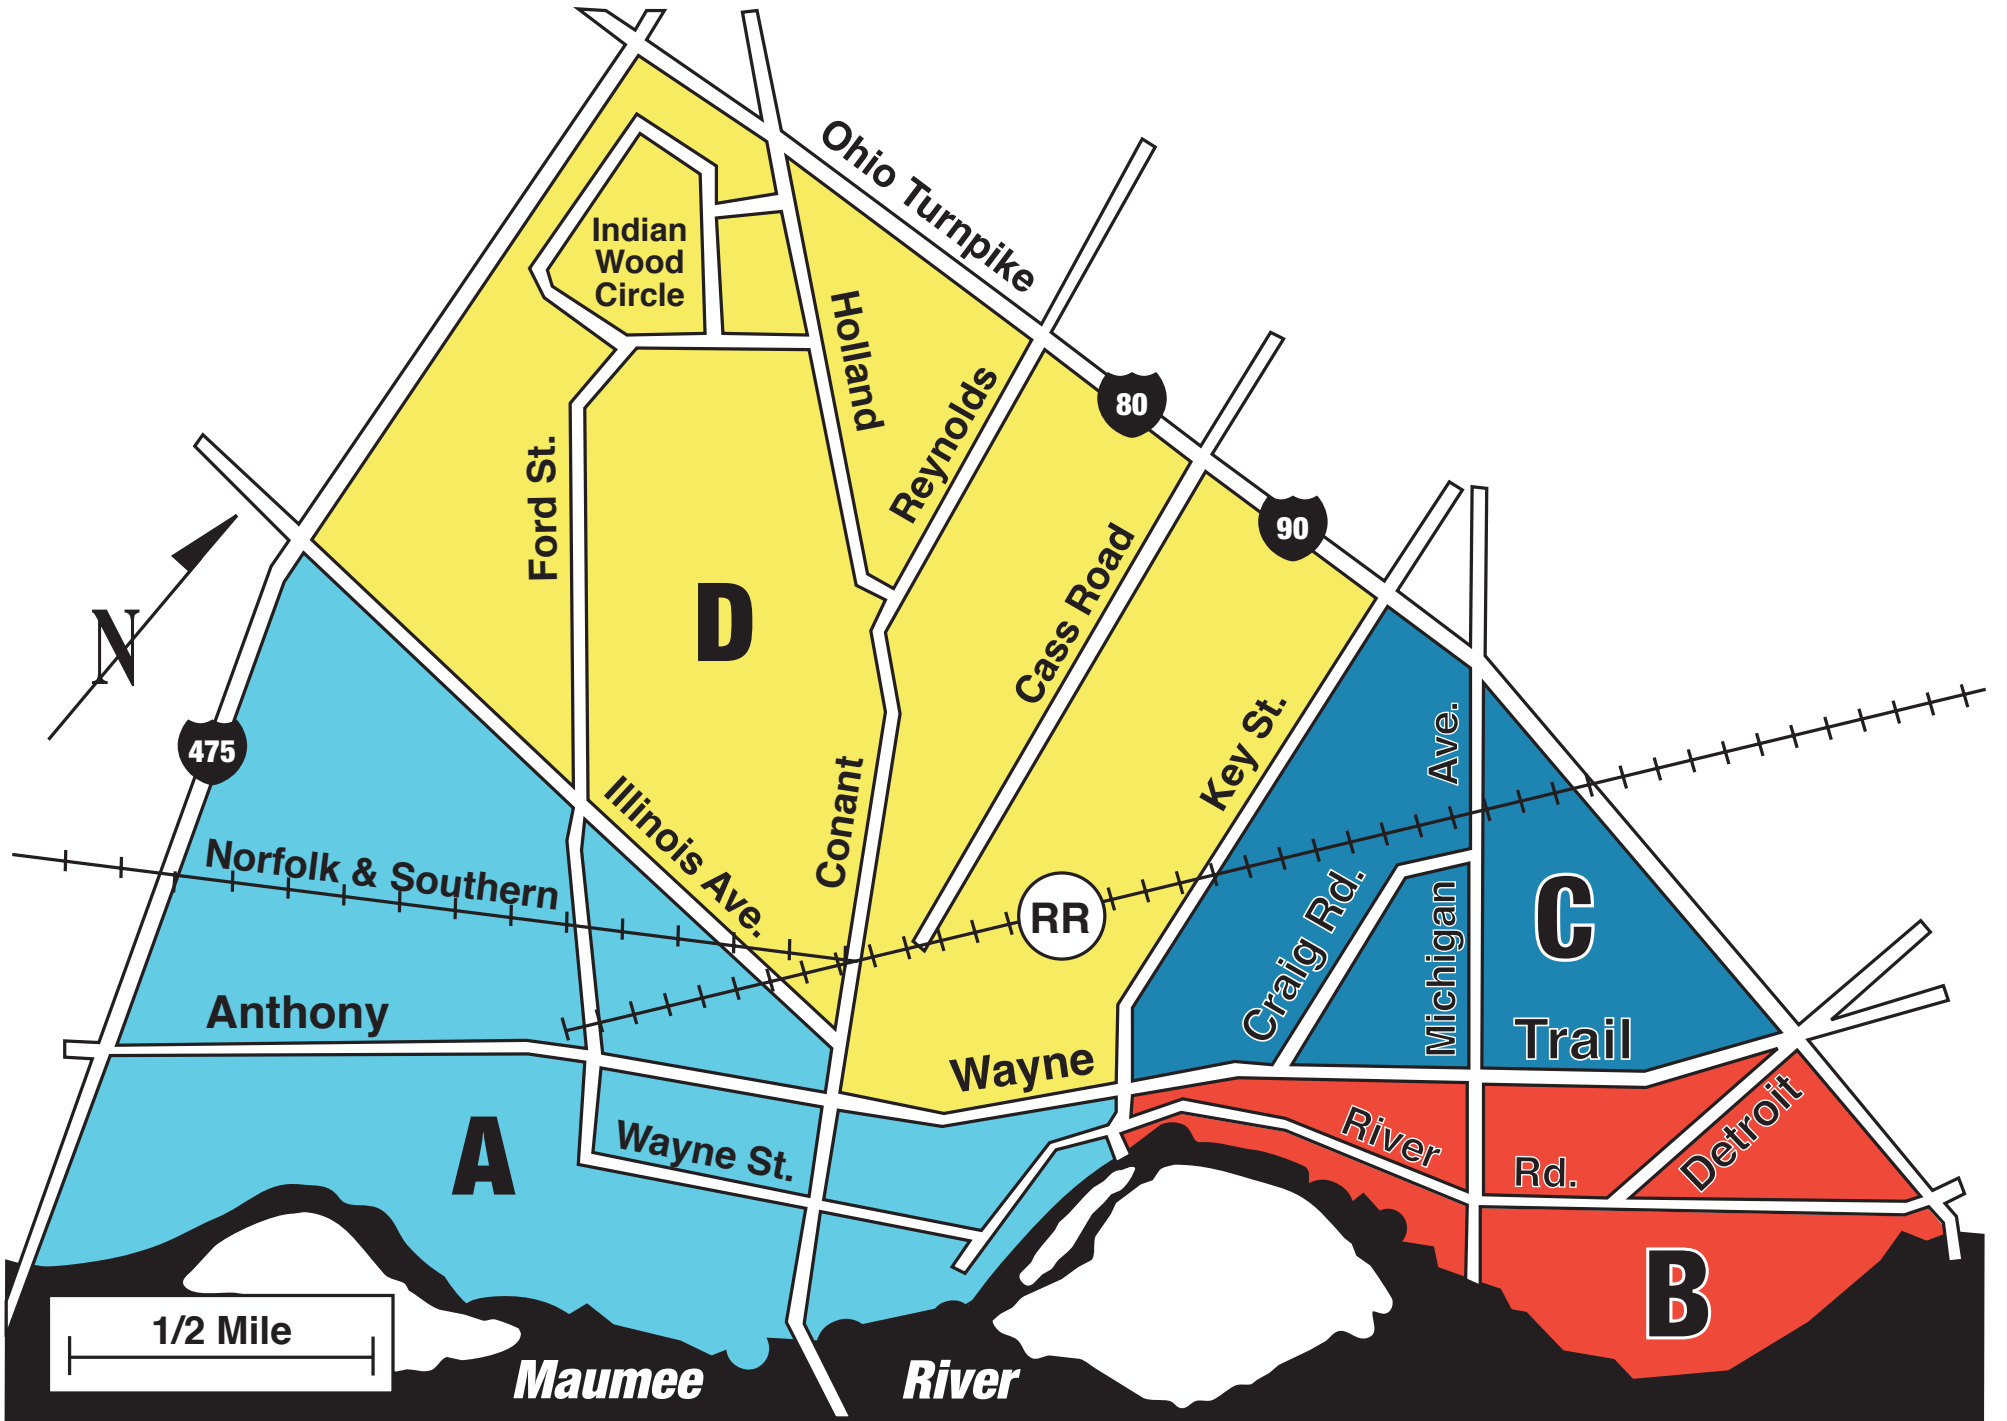 Ohio Turnpike
Indian
Wood
Circle
Holland
Reynolds
80
Ford St.
90
Cass Road
D
N
Key St.
Ave.
475
Illinois Ave.
Conant
Norfolk & Southern
RR
Craig Rd.
Michigan
C
Anthony
Wayne
Trail
A
Wayne St.
River
Rd.
Detroit
B
1/2 Mile
Maumee River